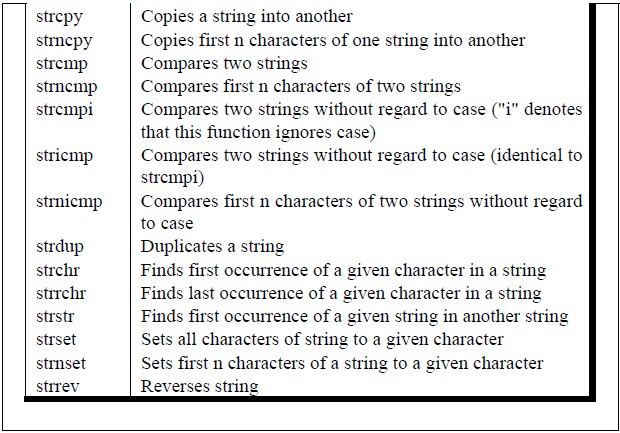 strcpy Copies a string into another
strncpy Copies first n characters of one string into another
strcmp Compares two strings
strncmp Compares first n characters of two strings
strcmpi Compares two strings without regard to case ("i" denotes
that this function ignores case)
stricmp Compares two strings without regard to case (identical to
strcmpi)
strnicmp Compares first n characters of two strings without regard
to case
strdup Duplicates a string
strchr Finds first occurrence of a given character in a string
strrchr Finds last occurrence of a given character in a string
strstr Finds first occurrence of a given string in another string
strset Sets all characters of string to a given character
strnset Sets first n characters of a string to a given character
strrev Reverses string